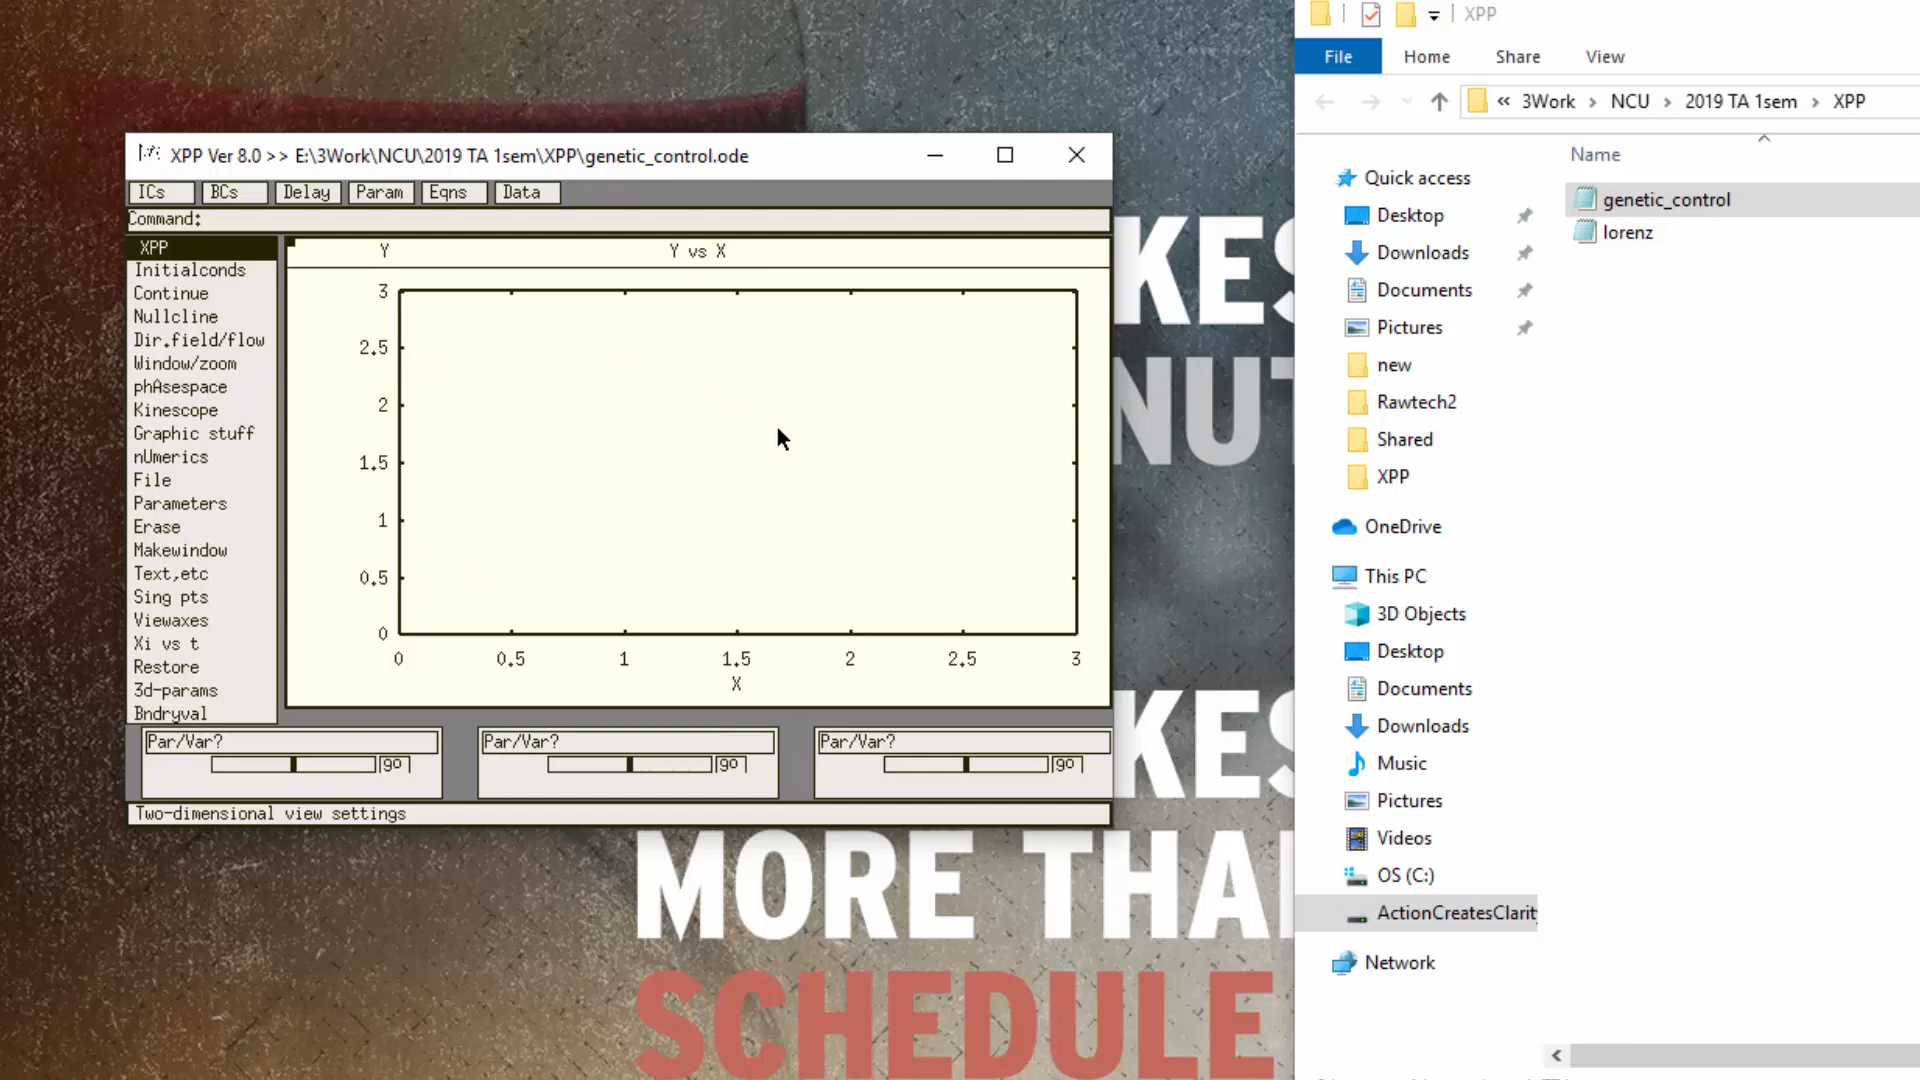 XPP Ver 8.0 >> E:\3Work\NCU\2019 TA 1sem\XPP\genetic_control.ode
ICs BCs Delay Param Eqns Data
Command:
XPP
Initialconds
Continue
Nullcline
Dir.field/flow
Window/zoom
phAsespace
Kinescope
Graphic stuff
nUmerics
File
Parameters
Erase
Makewindow
Text,etc
Sing pts
Viewaxes
Xi vs t
Restore
3d-params
Bndryval
Y Y vs X
3
2.5
2
1.5
1
0.5
0
0 0.5 1 1.5 2 2.5 3
X
Par/Var? Par/Var? Par/Var?
Two-dimensional view settings
KES
NUT
KES
MORE THA
SCHEDULE
XPP
File Home Share View
« 3Work > NCU > 2019 TA 1sem > XPP
Quick access
Desktop
Downloads
Documents
Pictures
new
Rawtech2
Shared
XPP
OneDrive
This PC
3D Objects
Desktop
Documents
Downloads
Music
Pictures
Videos
OS (C:)
ActionCreatesClarit
Network
Name
genetic_control
lorenz